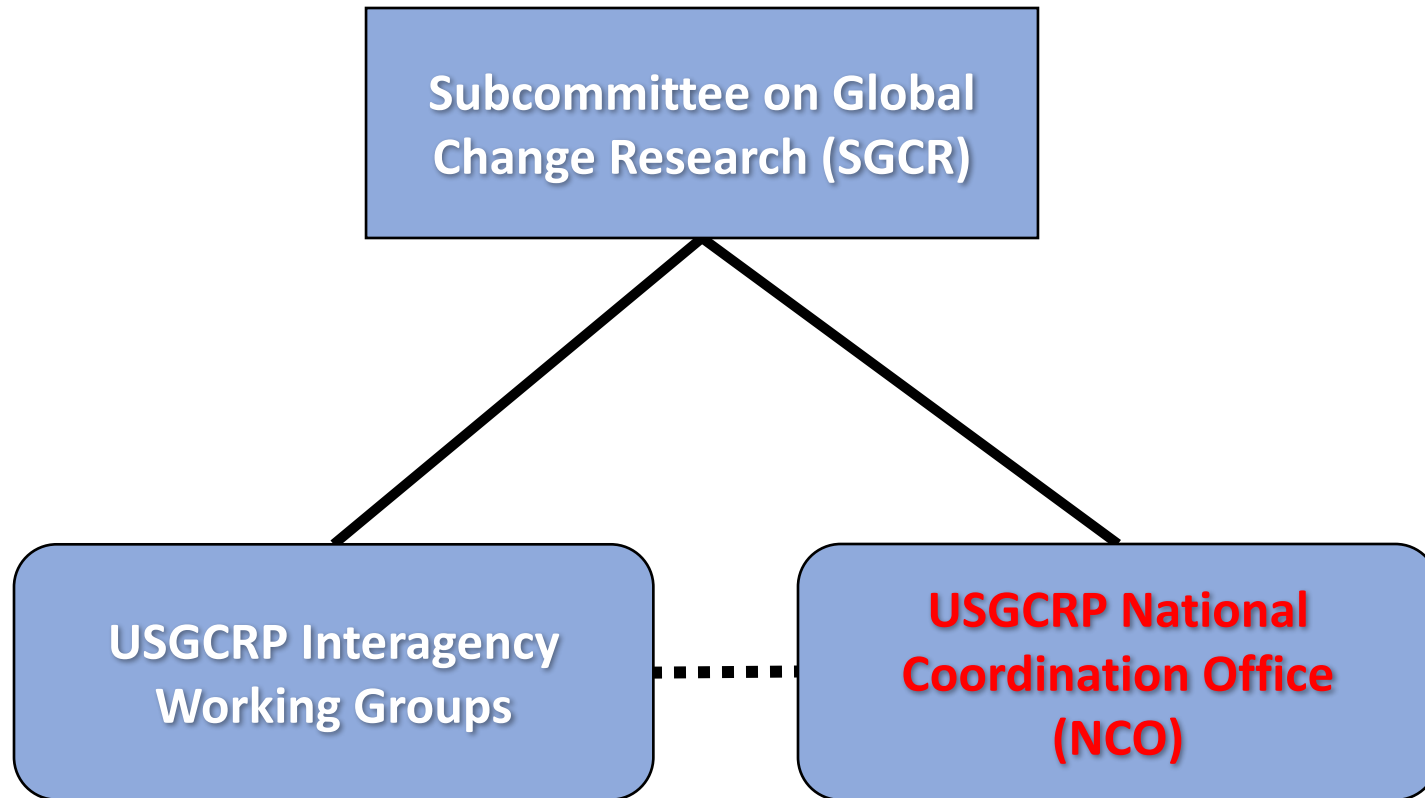 Subcommittee on Global
Change Research (SGCR)
USGCRP Interagency
Working Groups
USGCRP National
Coordination Office
(NCO)